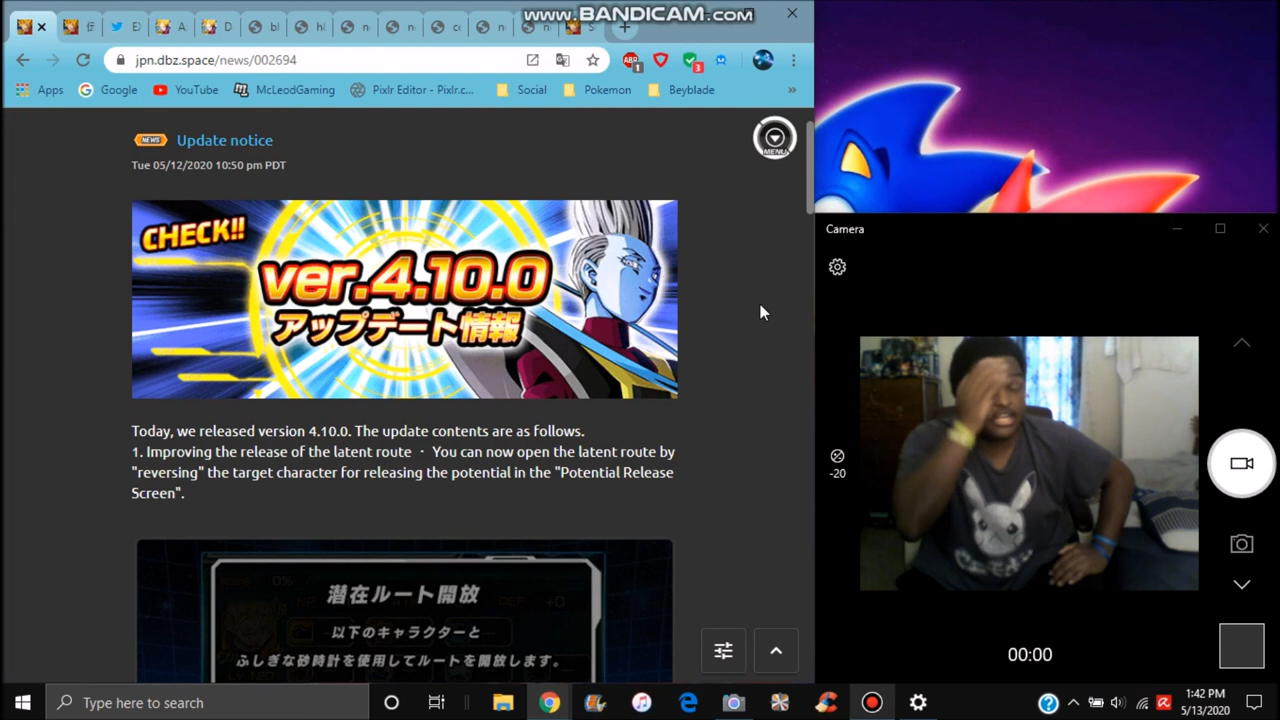 www.BANDICAM.com
E
A
D
bl
hl
n
n
co
n
n
S
jpn.dbz.space/news/002694
ABP
1
3
Apps
Google
YouTube
McLeodGaming
Pixlr Editor - Pixlr.c...
Social
Pokemon
Beyblade
»
NEWS
Update notice
MENU
Tue 05/12/2020 10:50 pm PDT
CHECK!!
ver.4.10.0
アップデート情報
Today, we released version 4.10.0. The update contents are as follows.
1. Improving the release of the latent route ・ You can now open the latent route by
"reversing" the target character for releasing the potential in the "Potential Release
Screen".
潜在ルート開放
以下のキャラクターと
ふしぎな砂時計を使用してルートを開放します。
Camera
-20
00:00
Type here to search
1:42 PM
5/13/2020